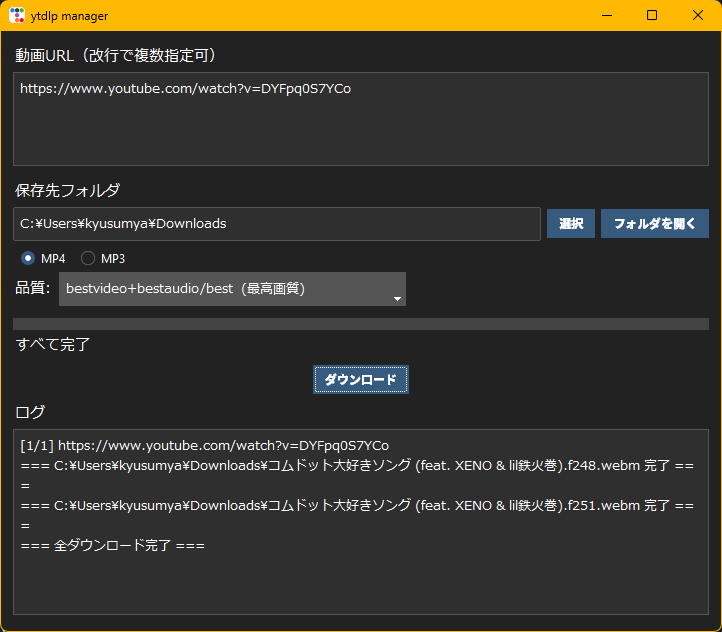 ytdlp manager
動画URL（改行で複数指定可）
https://www.youtube.com/watch?v=DYFpq0S7YCo
保存先フォルダ
C:¥Users¥kyusumya¥Downloads
選択
フォルダを開く
MP4 MP3
品質: bestvideo+bestaudio/best (最高画質)
すべて完了
ダウンロード
ログ
[1/1] https://www.youtube.com/watch?v=DYFpq0S7YCo
=== C:¥Users¥kyusumya¥Downloads¥コムドット大好きソング (feat. XENO & lil鉄火巻).f248.webm 完了 ==
=
=== C:¥Users¥kyusumya¥Downloads¥コムドット大好きソング (feat. XENO & lil鉄火巻).f251.webm 完了 ==
=
=== 全ダウンロード完了 ===